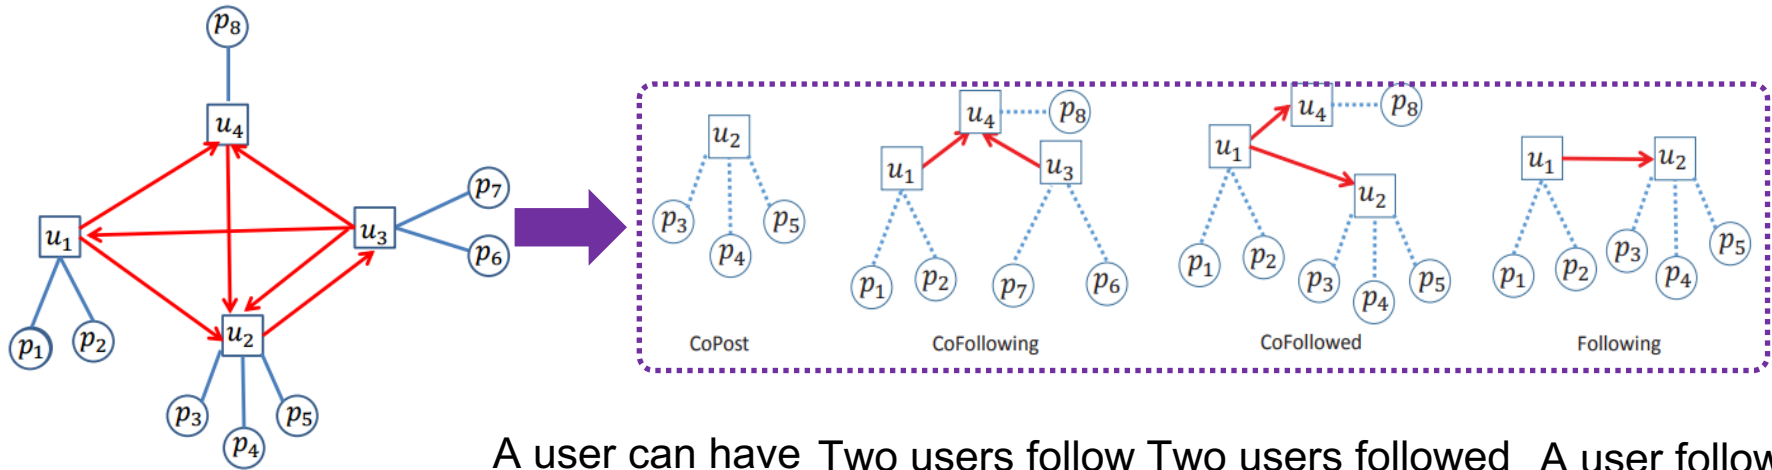 p8
u4
p7
u1
u3
p6
p1
p2
u2
p3
p4
p5
u2
p3
p4
p5
CoPost
u4
p8
u1
u3
p1
p2
p7
p6
CoFollowing
u4
p8
u1
u2
p1
p2
p3
p4
p5
CoFollowed
u1
u2
p1
p2
p3
p4
p5
Following
A user can have Two users follow Two users followed A user follow